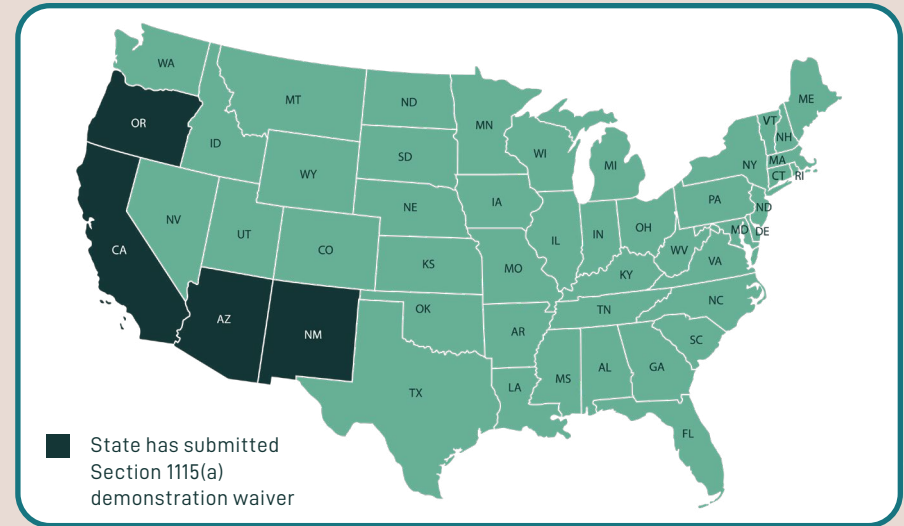 WA
ME
MT
ND
VT
OR
MN
NH
ID
SD
WI
NY
MA
MI
CT
RI
WY
IA
PA
NE
ND
NV
OH
MD
DE
UT
IL
IN
CA
CO
WV
VA
KS
MO
KY
NC
OK
TN
AZ
AR
SC
NM
MS
AL
GA
LA
TX
FL
State has submitted
Section 1115(a)
demonstration waiver